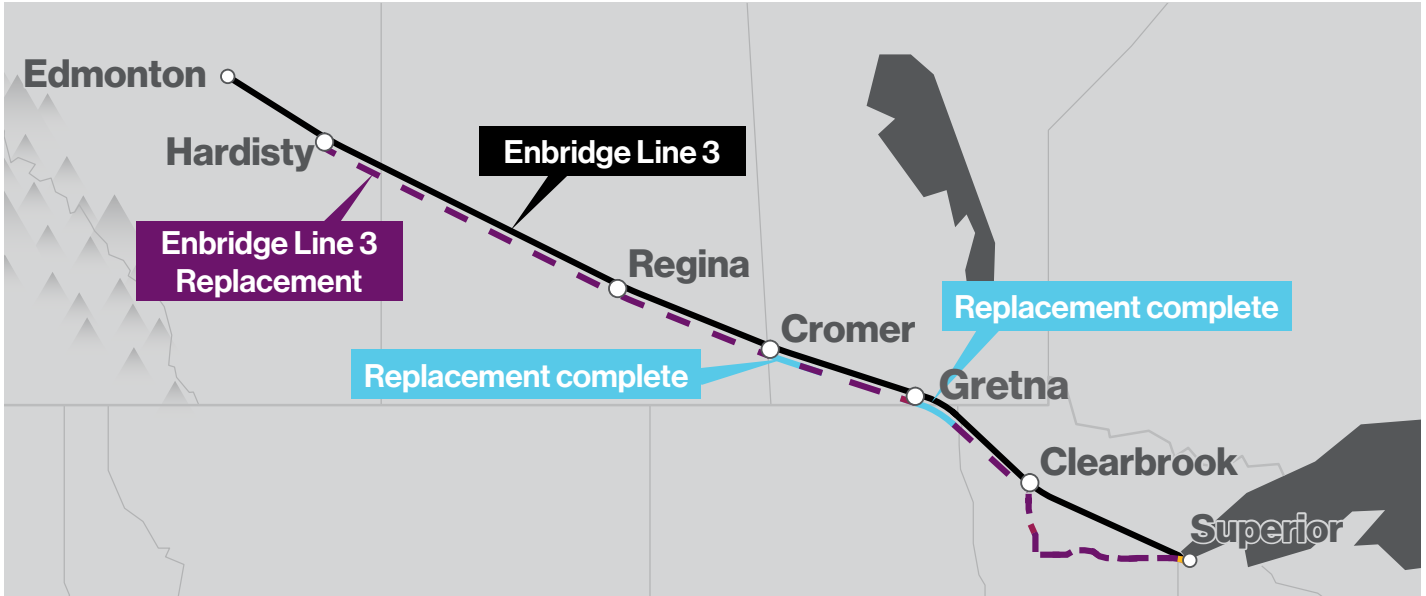 Edmonton
Hardisty
Enbridge Line 3
Enbridge Line 3
Replacement
Regina
Replacement complete
Cromer
Replacement complete
Gretna
Clearbrook
Superior